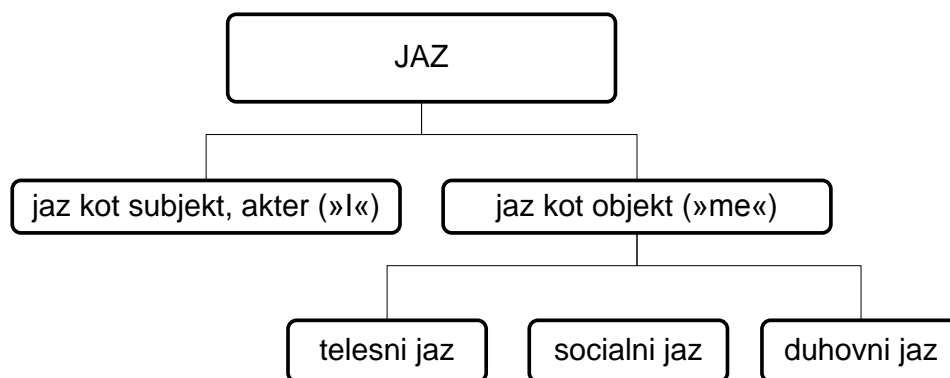 JAZ
jaz kot subjekt, akter (»I«)
jaz kot objekt (»me«)
telesni jaz
socialni jaz
duhovni jaz